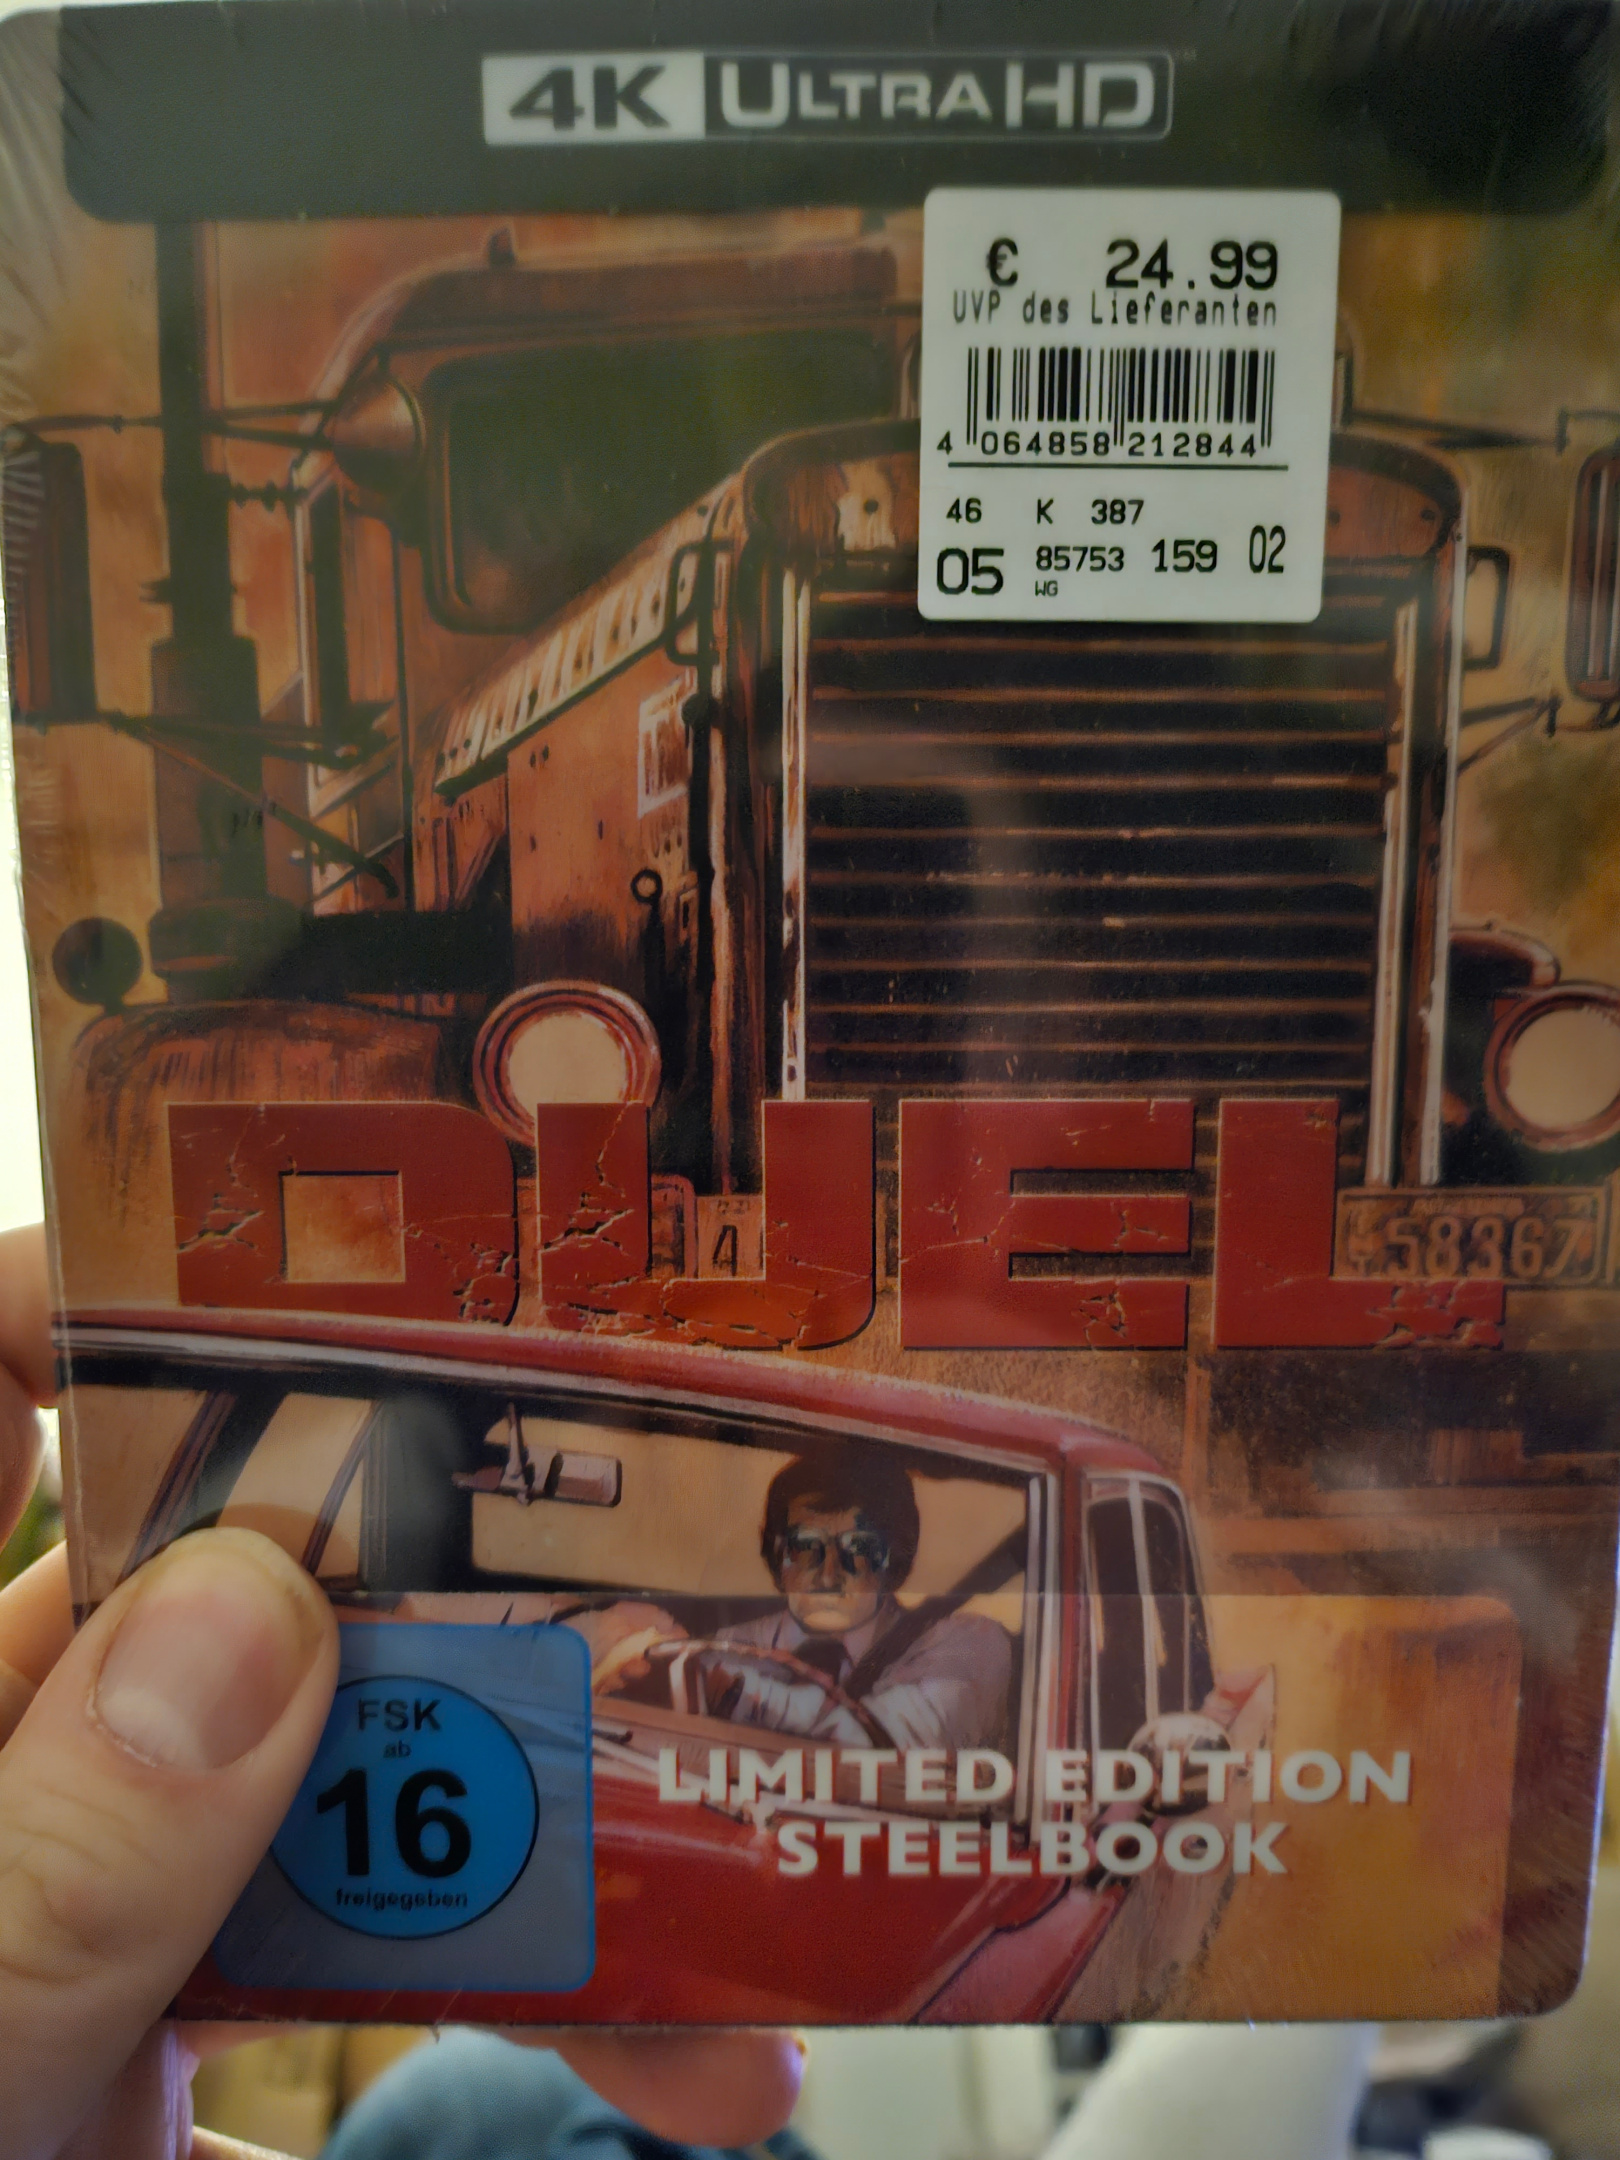 4K ULTRA HD
€ 24.99
UVP des Lieferanten
4 064858 212844
46 K 387
05 85753 159 02
WG
DUEL
4
58367
FSK
ab
16
freigegeben
LIMITED EDITION
STEELBOOK